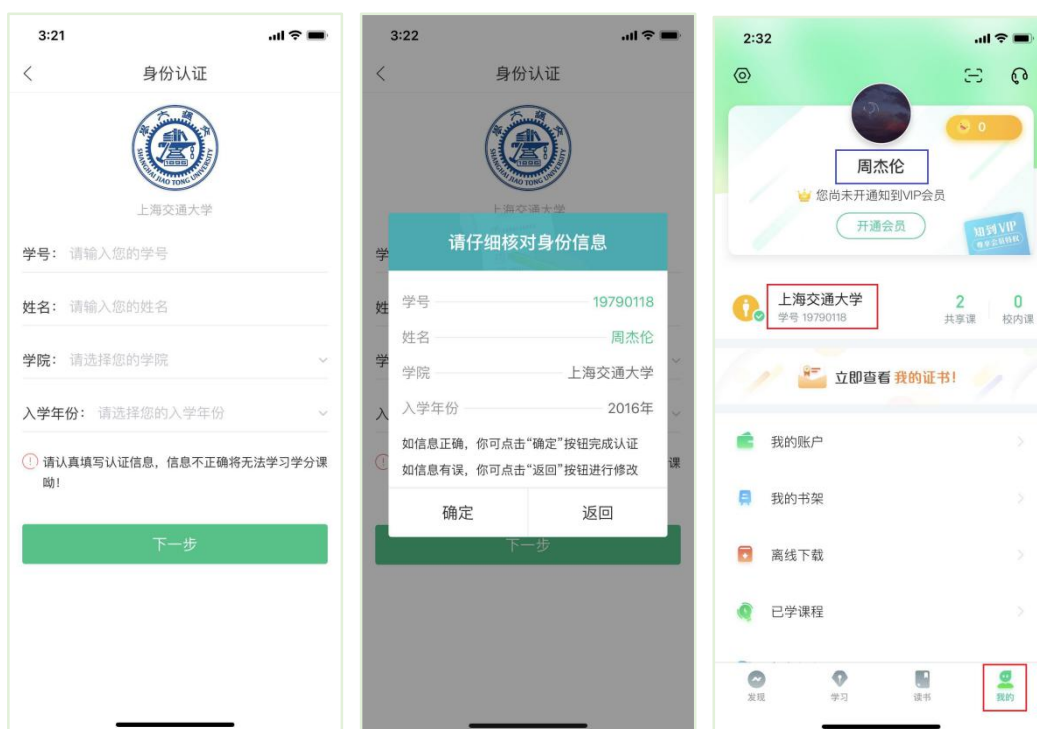 3:21
身份认证
SHANGHAI JIAO TONG UNIVERSITY
1896
上海交通大学
学号： 请输入您的学号
姓名： 请输入您的姓名
学院： 请选择您的学院
入学年份： 请选择您的入学年份
请认真填写认证信息，信息不正确将无法学习学分课
呦！
下一步
3:22
身份认证
上海交通大学
请仔细核对身份信息
学号 19790118
姓名 周杰伦
学院 上海交通大学
入学年份 2016年
如信息正确，你可点击“确定”按钮完成认证
如信息有误，你可点击“返回”按钮进行修改
确定 返回
下一步
2:32
0
周杰伦
您尚未开通知到VIP会员
开通会员
知到VIP
上海交通大学
学号 19790118
2 0
共享课 校内课
立即查看 我的证书！
我的账户
我的书架
离线下载
已学课程
发现 学习 读书 我的